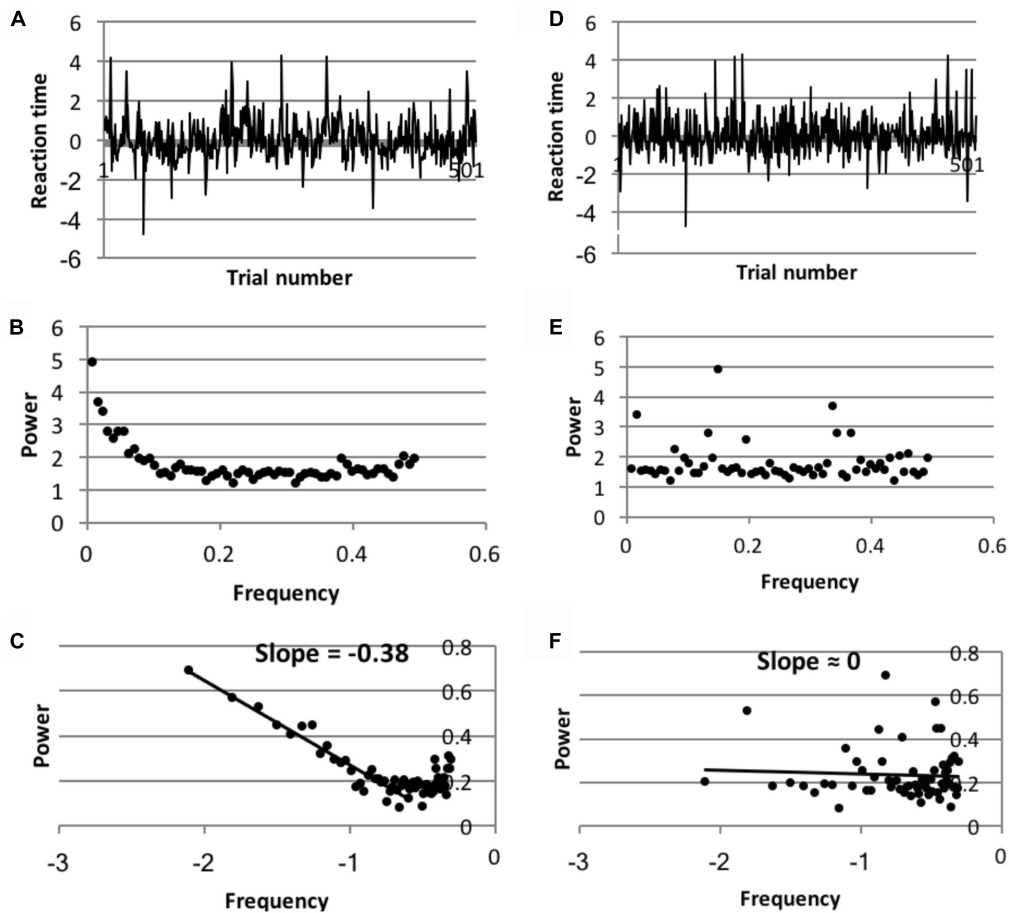 A
6
4
2
0
-2
-4
-6
1
501
Reaction time
Trial number
D
6
4
2
0
-2
-4
-6
1
501
Reaction time
Trial number
B
6
5
4
3
2
1
0
0
0.2
0.4
0.6
Power
Frequency
E
6
5
4
3
2
1
0
0
0.2
0.4
0.6
Power
Frequency
C
Slope = -0.38
0.8
0.6
0.4
0.2
0
-3
-2
-1
0
Power
Frequency
F
Slope ≈ 0
0.8
0.6
0.4
0.2
0
-3
-2
-1
0
Power
Frequency